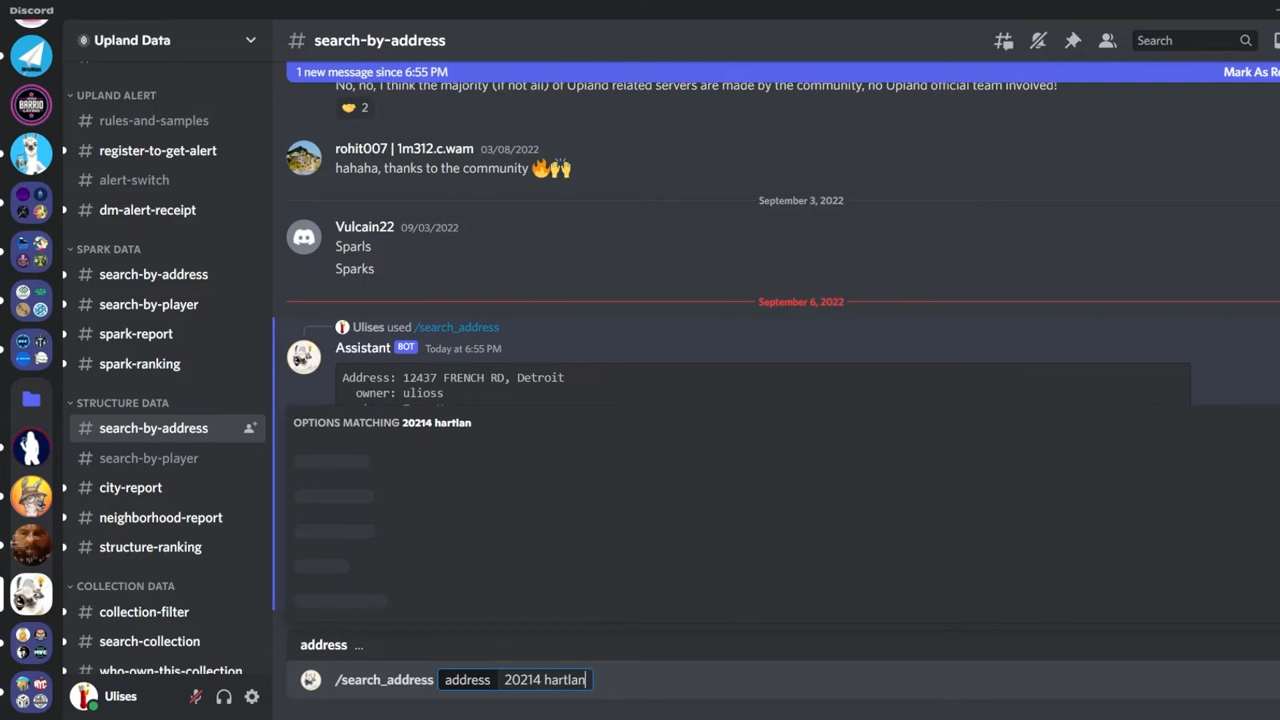 Discord
Upland Data
UPLAND ALERT
rules-and-samples
register-to-get-alert
alert-switch
dm-alert-receipt
SPARK DATA
search-by-address
search-by-player
spark-report
spark-ranking
STRUCTURE DATA
search-by-address
search-by-player
city-report
neighborhood-report
structure-ranking
COLLECTION DATA
collection-filter
search-collection
who-own-this-collection
Ulises
# search-by-address
Search
1 new message since 6:55 PM
Mark As Re
No, no, I think the majority (if not all) of Upland related servers are made by the community, no Upland official team involved!
2
rohit007 | 1m312.c.wam 03/08/2022
hahaha, thanks to the community
September 3, 2022
Vulcain22 09/03/2022
Sparls
Sparks
September 6, 2022
Ulises used /search_address
Assistant BOT Today at 6:55 PM
Address: 12437 FRENCH RD, Detroit
owner: ulioss
OPTIONS MATCHING 20214 hartlan
address ...
/search_address address 20214 hartlan